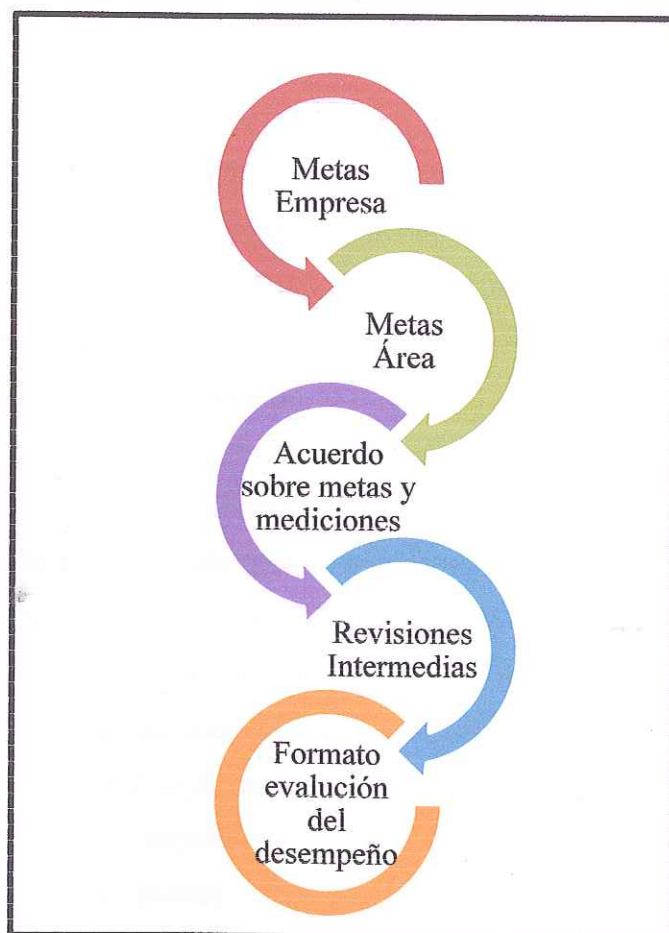 Metas
Empresa
Metas
Área
Acuerdo
sobre metas y
mediciones
Revisiones
Intermedias
Formato
evalución
del
desempeño